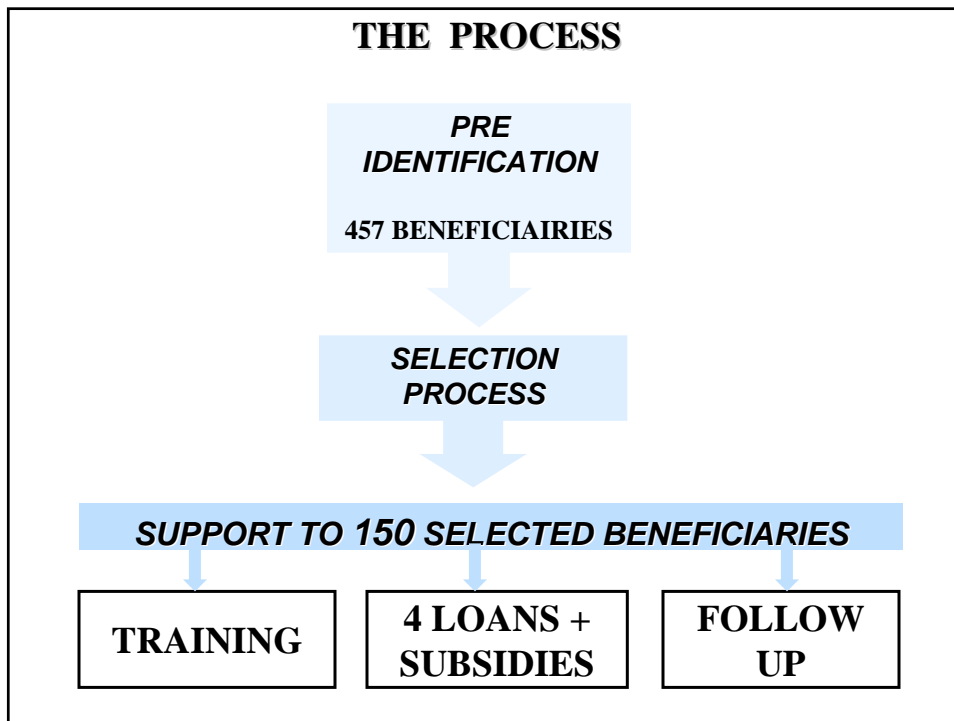 THE PROCESS
PRE
IDENTIFICATION
457 BENEFICIAIRIES
SELECTION
PROCESS
SUPPORT TO 150 SELECTED BENEFICIARIES
TRAINING
4 LOANS +
SUBSIDIES
FOLLOW
UP